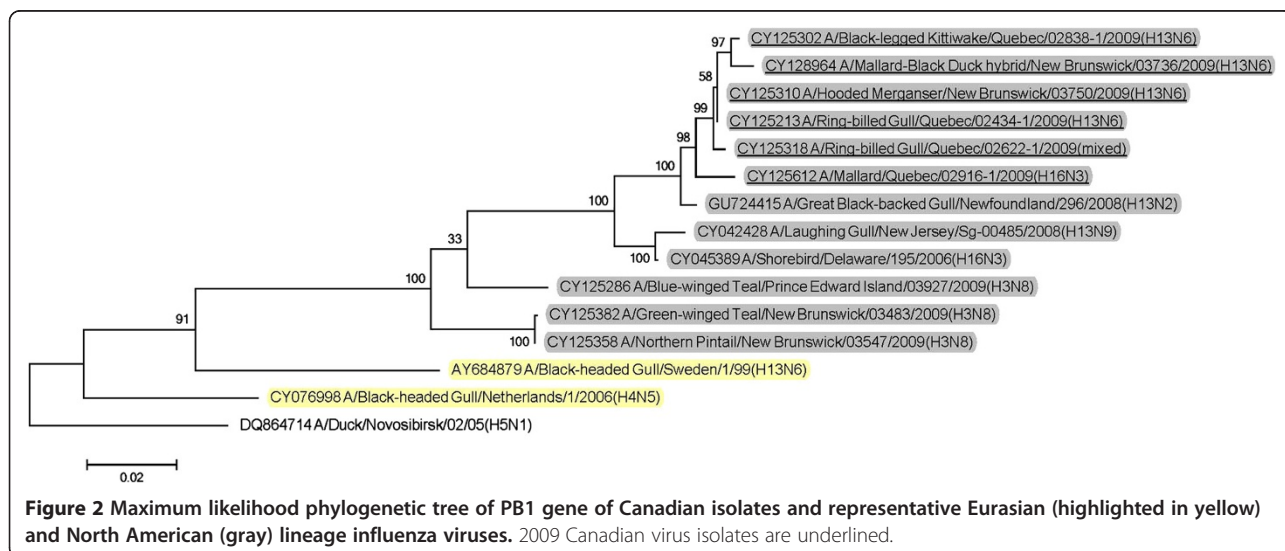 97
CY125302 A/Black-legged Kittiwake/Quebec/02838-1/2009(H13N6)
CY128964 A/Mallard-Black Duck hybrid/New Brunswick/03736/2009(H13N6)
58
CY125310 A/Hooded Merganser/New Brunswick/03750/2009(H13N6)
99
CY125213 A/Ring-billed Gull/Quebec/02434-1/2009(H13N6)
98
CY125318 A/Ring-billed Gull/Quebec/02622-1/2009(mixed)
100
CY125612 A/Mallard/Quebec/02916-1/2009(H16N3)
GU724415 A/Great Black-backed Gull/Newfoundland/296/2008(H13N2)
100
CY042428 A/Laughing Gull/New Jersey/Sg-00485/2008(H13N9)
100
CY045389 A/Shorebird/Delaware/195/2006(H16N3)
33
CY125286 A/Blue-winged Teal/Prince Edward Island/03927/2009(H3N8)
100
CY125382 A/Green-winged Teal/New Brunswick/03483/2009(H3N8)
100
CY125358 A/Northern Pintail/New Brunswick/03547/2009(H3N8)
91
AY684879 A/Black-headed Gull/Sweden/1/99(H13N6)
CY076998 A/Black-headed Gull/Netherlands/1/2006(H4N5)
DQ864714 A/Duck/Novosibirsk/02/05(H5N1)
0.02
Figure 2 Maximum likelihood phylogenetic tree of PB1 gene of Canadian isolates and representative Eurasian (highlighted in yellow)
and North American (gray) lineage influenza viruses. 2009 Canadian virus isolates are underlined.